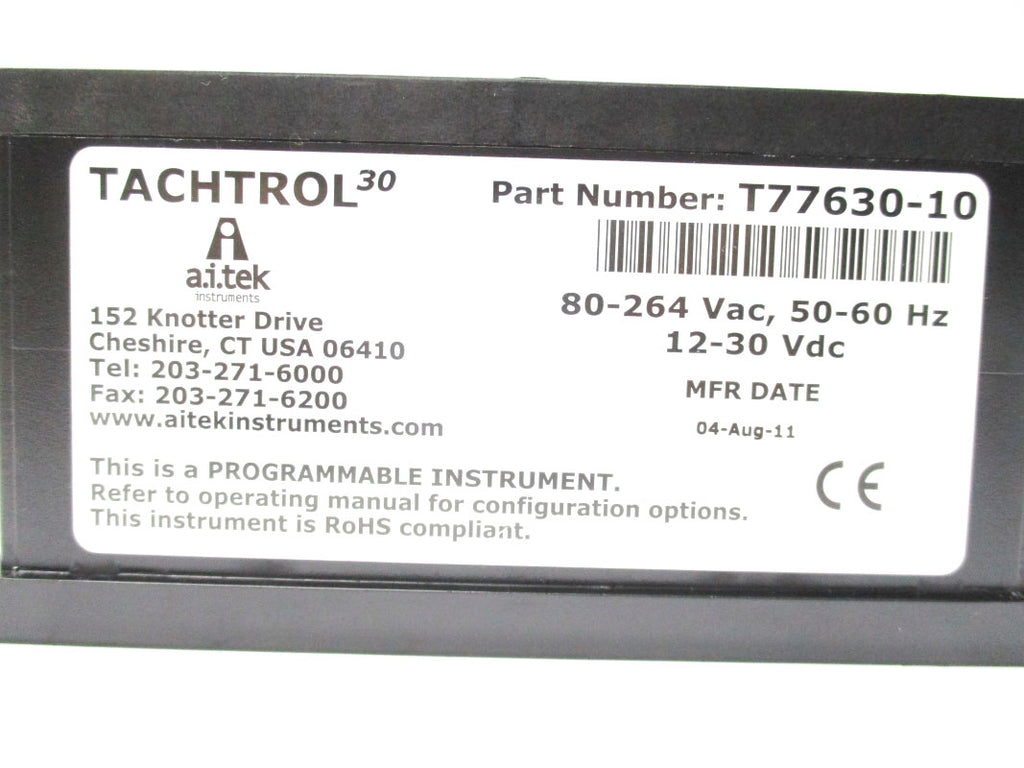 TACHTROL30
Part Number: T77630-10
a.i.tek
instruments
152 Knotter Drive
Cheshire, CT USA 06410
Tel: 203-271-6000
Fax: 203-271-6200
www.aitekinstruments.com
80-264 Vac, 50-60 Hz
12-30 Vdc
MFR DATE
04-Aug-11
This is a PROGRAMMABLE INSTRUMENT.
Refer to operating manual for configuration options.
This instrument is RoHS compliant.
CE